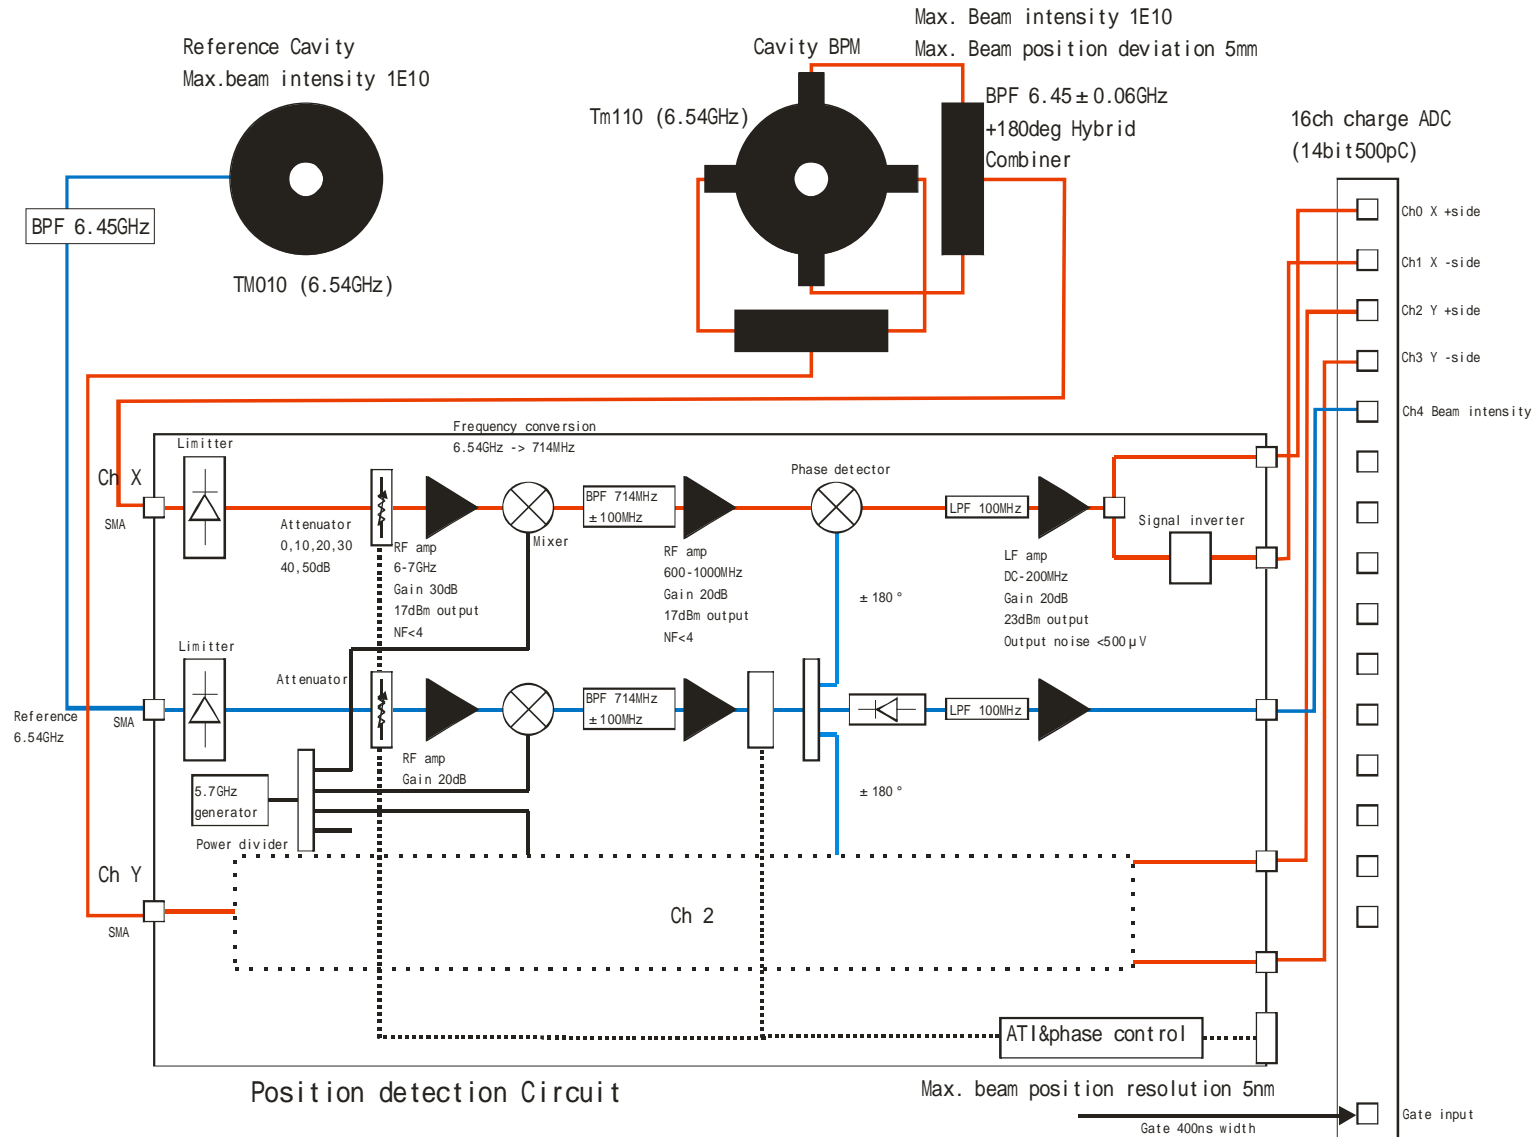 Max. Beam intensity 1E10
Max. Beam position deviation 5mm
Reference Cavity
Max.beam intensity 1E10
Cavity BPM
Tm110 (6.54GHz)
BPF 6.45±0.06GHz
+180deg Hybrid
Combiner
16ch charge ADC
(14bit500pC)
BPF 6.45GHz
TM010 (6.54GHz)
Ch0 X +side
Ch1 X -side
Ch2 Y +side
Ch3 Y -side
Ch4 Beam intensity
Frequency conversion
6.54GHz -> 714MHz
Limitter
Ch X
SMA
Attenuator
0,10,20,30
40,50dB
RF amp
6-7GHz
Gain 30dB
17dBm output
NF<4
Mixer
BPF 714MHz
±100MHz
RF amp
600-1000MHz
Gain 20dB
17dBm output
NF<4
Phase detector
±180°
LPF 100MHz
LF amp
DC-200MHz
Gain 20dB
23dBm output
Output noise <500μV
Signal inverter
Limitter
Attenuator
Reference
6.54GHz
SMA
RF amp
Gain 20dB
BPF 714MHz
±100MHz
LPF 100MHz
±180°
5.7GHz
generator
Power divider
Ch Y
SMA
Ch 2
ATI&phase control
Position detection Circuit
Max. beam position resolution 5nm
Gate 400ns width
Gate input